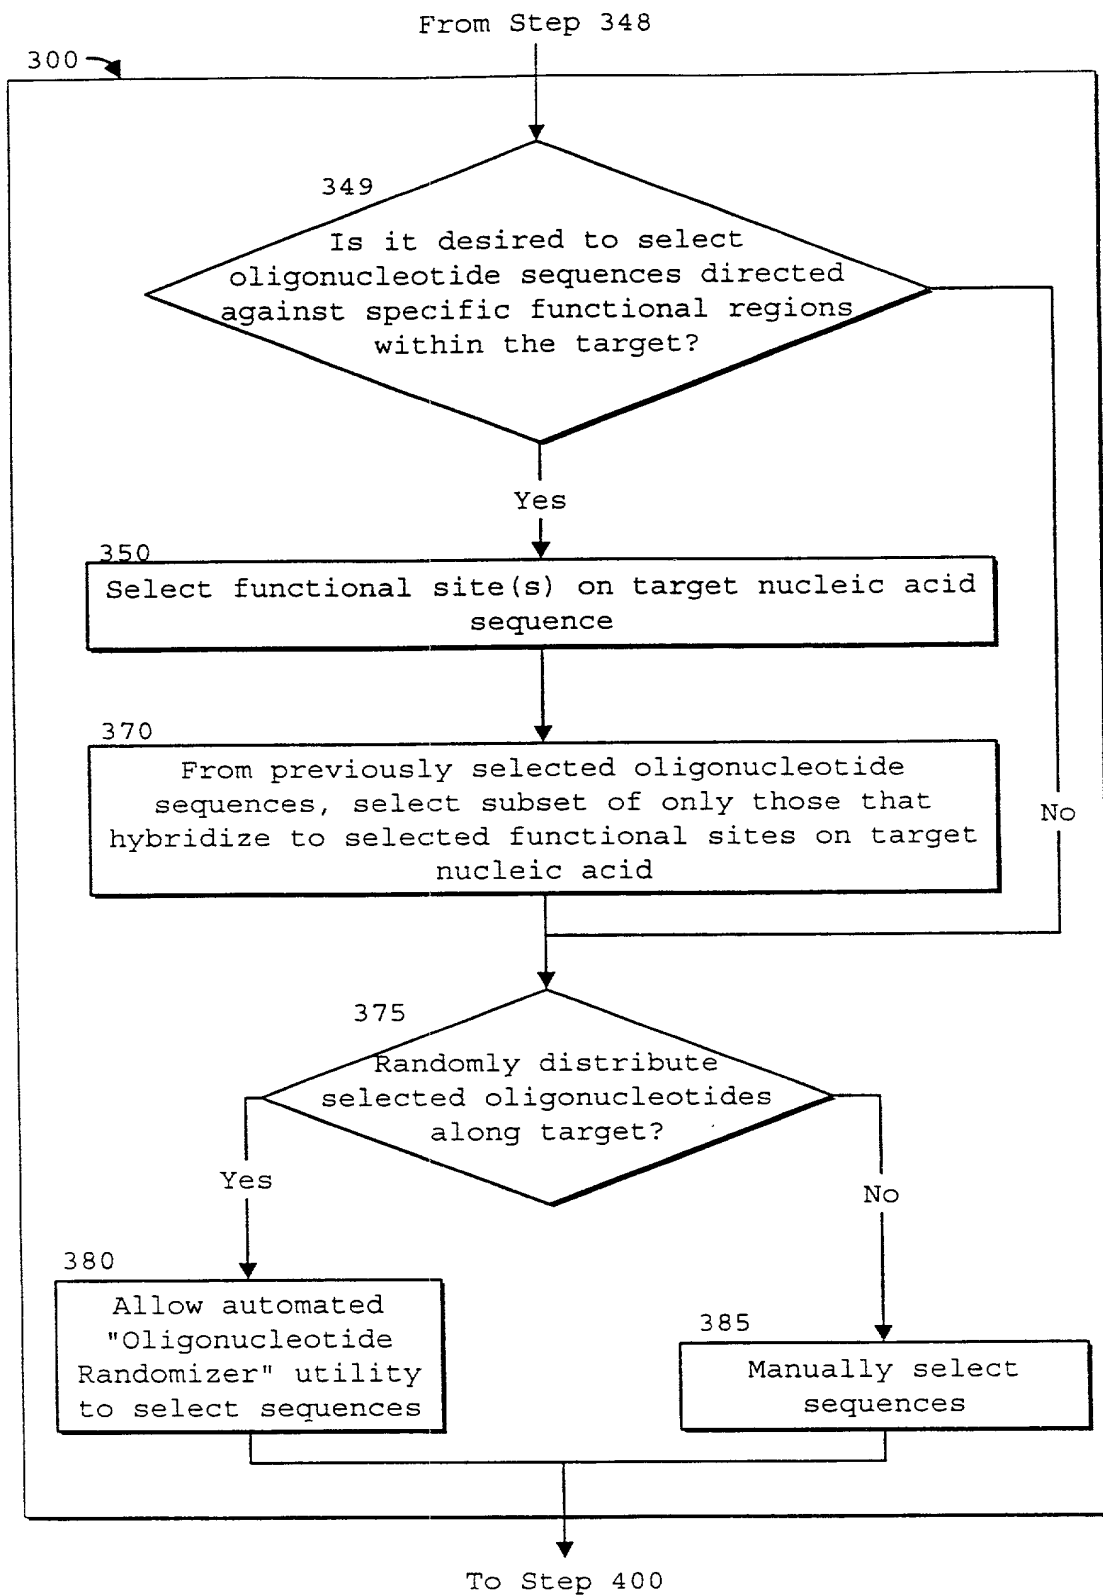 From Step 348
300
349
Is it desired to select
oligonucleotide sequences directed
against specific functional regions
within the target?
Yes
350
Select functional site(s) on target nucleic acid
sequence
370
From previously selected oligonucleotide
sequences, select subset of only those that
hybridize to selected functional sites on target
nucleic acid
No
375
Randomly distribute
selected oligonucleotides
along target?
Yes
No
380
Allow automated
"Oligonucleotide
Randomizer" utility
to select sequences
385
Manually select
sequences
To Step 400